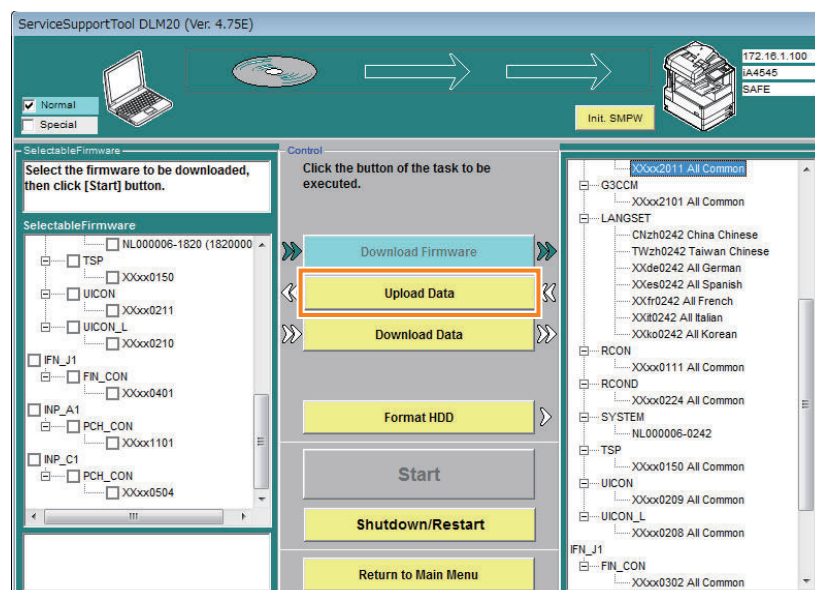 ServiceSupportTool DLM20 (Ver. 4.75E)
172.16.1.100
iA4545
SAFE
Normal
Special
Init. SMPW
SelectableFirmware
Select the firmware to be downloaded,
then click [Start] button.
SelectableFirmware
NL000006-1820 (1820000
TSP
XXxx0150
UICON
XXxx0211
UICON_L
XXxx0210
IFN_J1
FIN_CON
XXxx0401
INP_A1
PCH_CON
XXxx1101
INP_C1
PCH_CON
XXxx0504
Control
Click the button of the task to be
executed.
Download Firmware
Upload Data
Download Data
Format HDD
Start
Shutdown/Restart
Return to Main Menu
XXxx2011 All Common
G3CCM
XXxx2101 All Common
LANGSET
CNzh0242 China Chinese
TWzh0242 Taiwan Chinese
XXde0242 All German
XXes0242 All Spanish
XXfr0242 All French
XXit0242 All Italian
XXko0242 All Korean
RCON
XXxx0111 All Common
RCOND
XXxx0224 All Common
SYSTEM
NL000006-0242
TSP
XXxx0150 All Common
UICON
XXxx0209 All Common
UICON_L
XXxx0208 All Common
IFN_J1
FIN_CON
XXxx0302 All Common